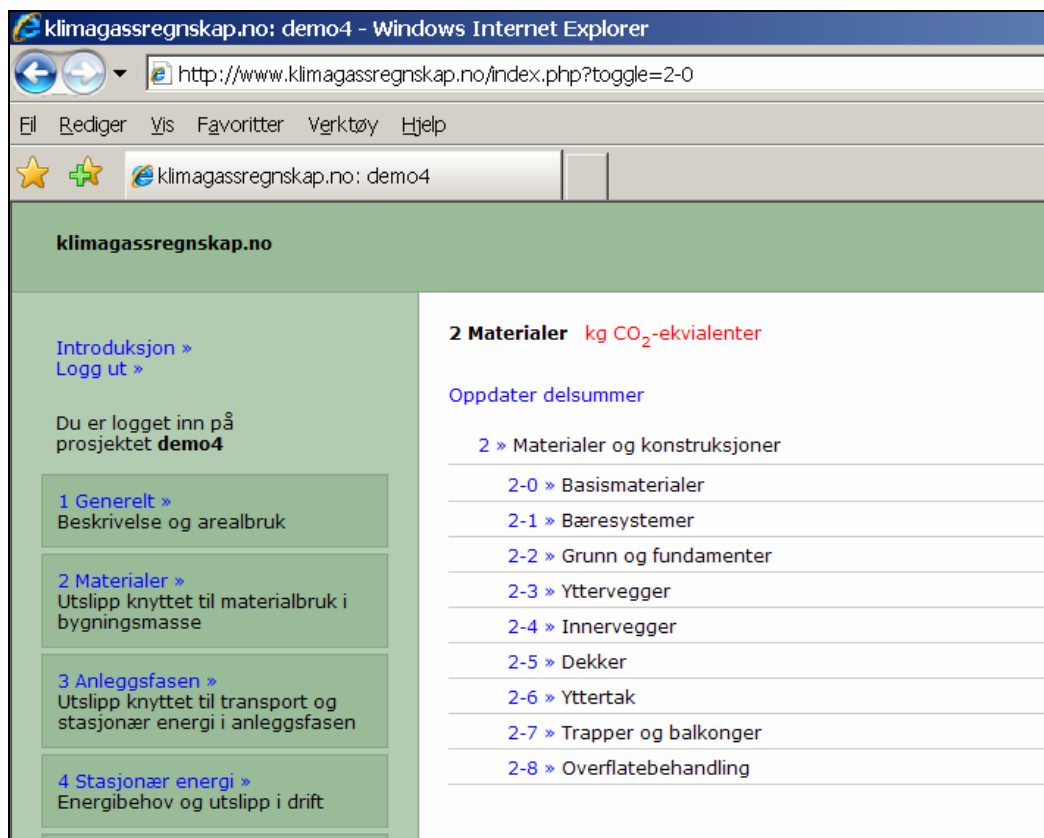 klimagassregnskap.no: demo4 - Windows Internet Explorer
http://www.klimagassregnskap.no/index.php?toggle=2-0
Fil Rediger Vis Favoritter Verktøy Hjelp
klimagassregnskap.no: demo4
klimagassregnskap.no
Introduksjon »
Logg ut »
Du er logget inn på
prosjektet demo4
1 Generelt »
Beskrivelse og arealbruk
2 Materialer »
Utslipp knyttet til materialbruk i
bygningsmasse
3 Anleggsfasen »
Utslipp knyttet til transport og
stasjonær energi i anleggsfasen
4 Stasjonær energi »
Energibehov og utslipp i drift
2 Materialer kg CO₂-ekvialenter
Oppdater delsummer
2 » Materialer og konstruksjoner
2-0 » Basismaterialer
2-1 » Bæresystemer
2-2 » Grunn og fundamenter
2-3 » Yttervegger
2-4 » Innervegger
2-5 » Dekker
2-6 » Yttertak
2-7 » Trapper og balkonger
2-8 » Overflatebehandling